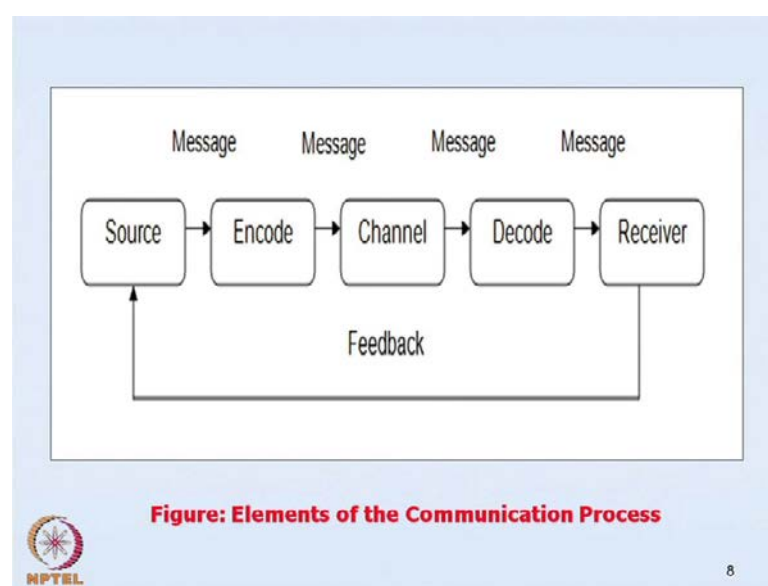 Message Message Message Message
Source Encode Channel Decode Receiver
Feedback
Figure: Elements of the Communication Process
NPTEL
8